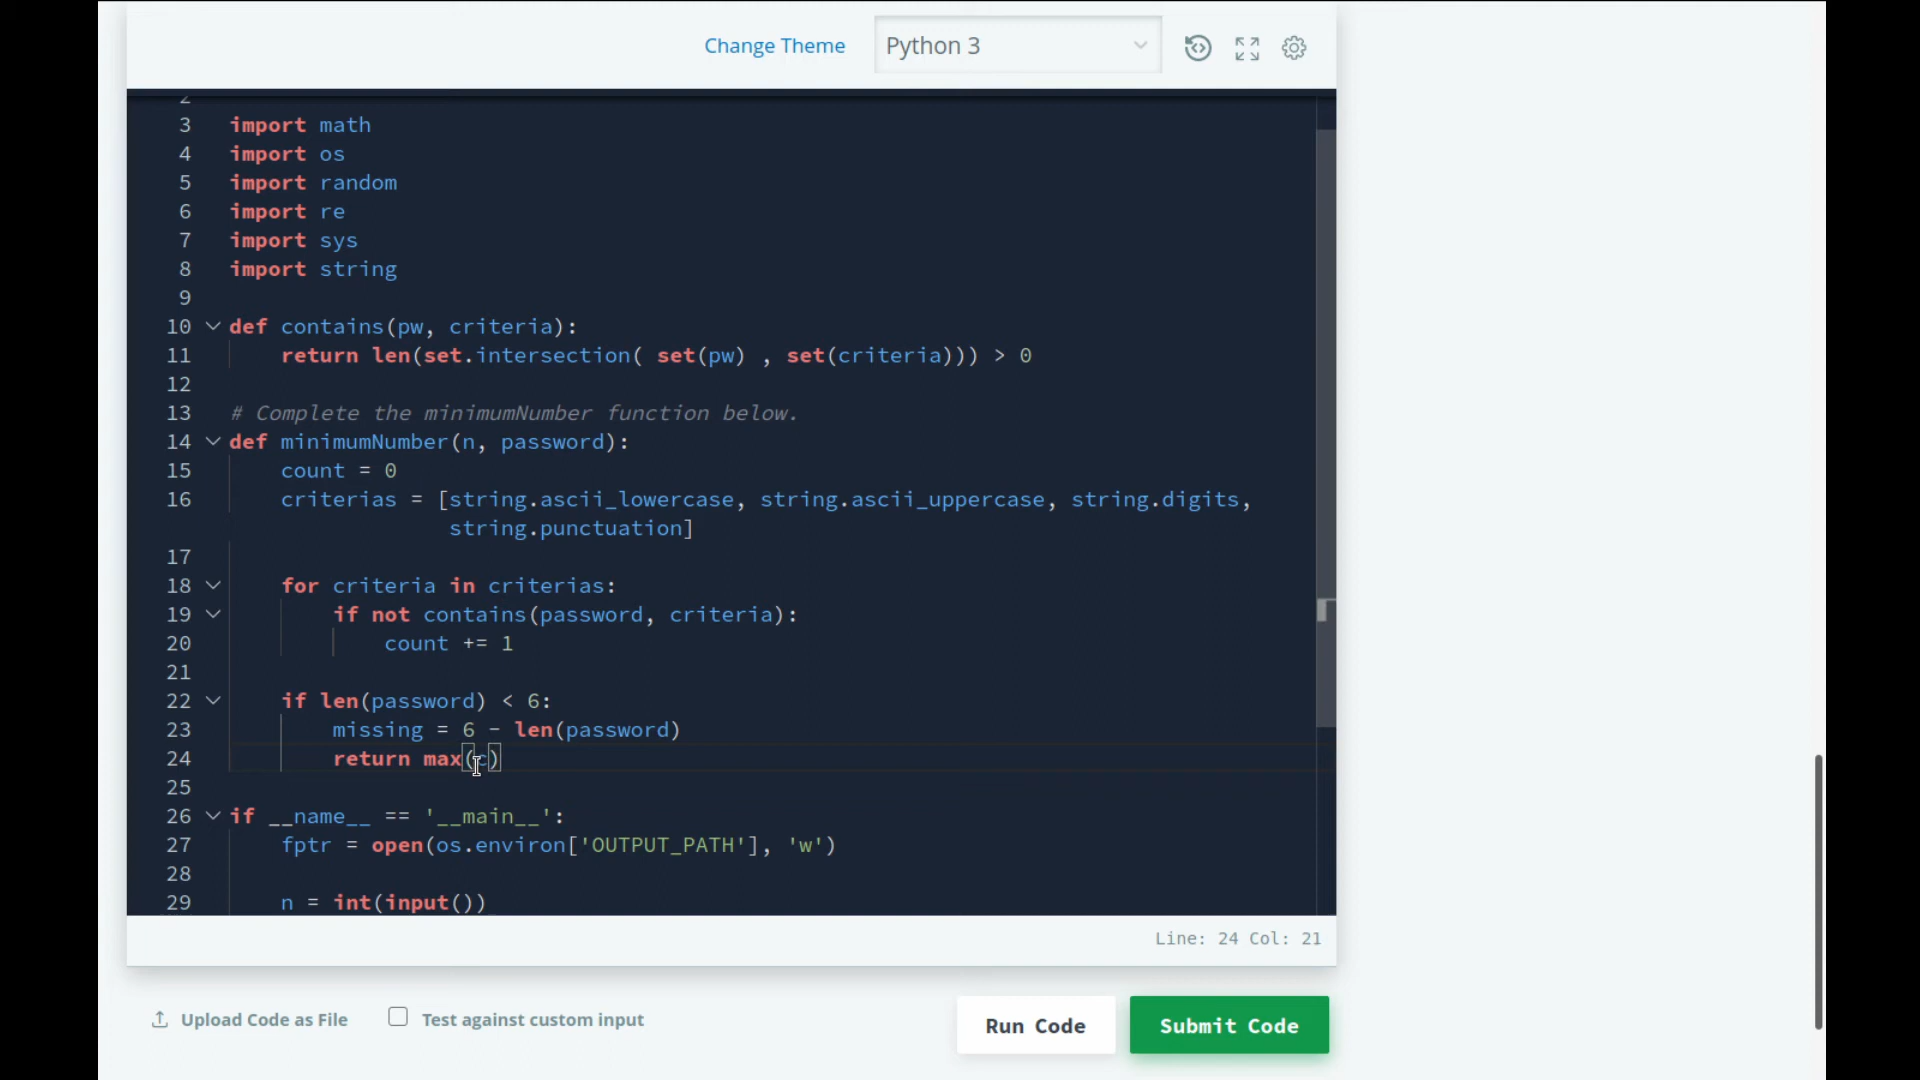 Change Theme Python 3
2
3 import math
4 import os
5 import random
6 import re
7 import sys
8 import string
9
10 def contains(pw, criteria):
11 return len(set.intersection( set(pw) , set(criteria))) > 0
12
13 # Complete the minimumNumber function below.
14 def minimumNumber(n, password):
15 count = 0
16 criterias = [string.ascii_lowercase, string.ascii_uppercase, string.digits,
string.punctuation]
17
18 for criteria in criterias:
19 if not contains(password, criteria):
20 count += 1
21
22 if len(password) < 6:
23 missing = 6 - len(password)
24 return max(c)
25
26 if __name__ == '__main__':
27 fptr = open(os.environ['OUTPUT_PATH'], 'w')
28
29 n = int(input())
Line: 24 Col: 21
Upload Code as File Test against custom input Run Code Submit Code